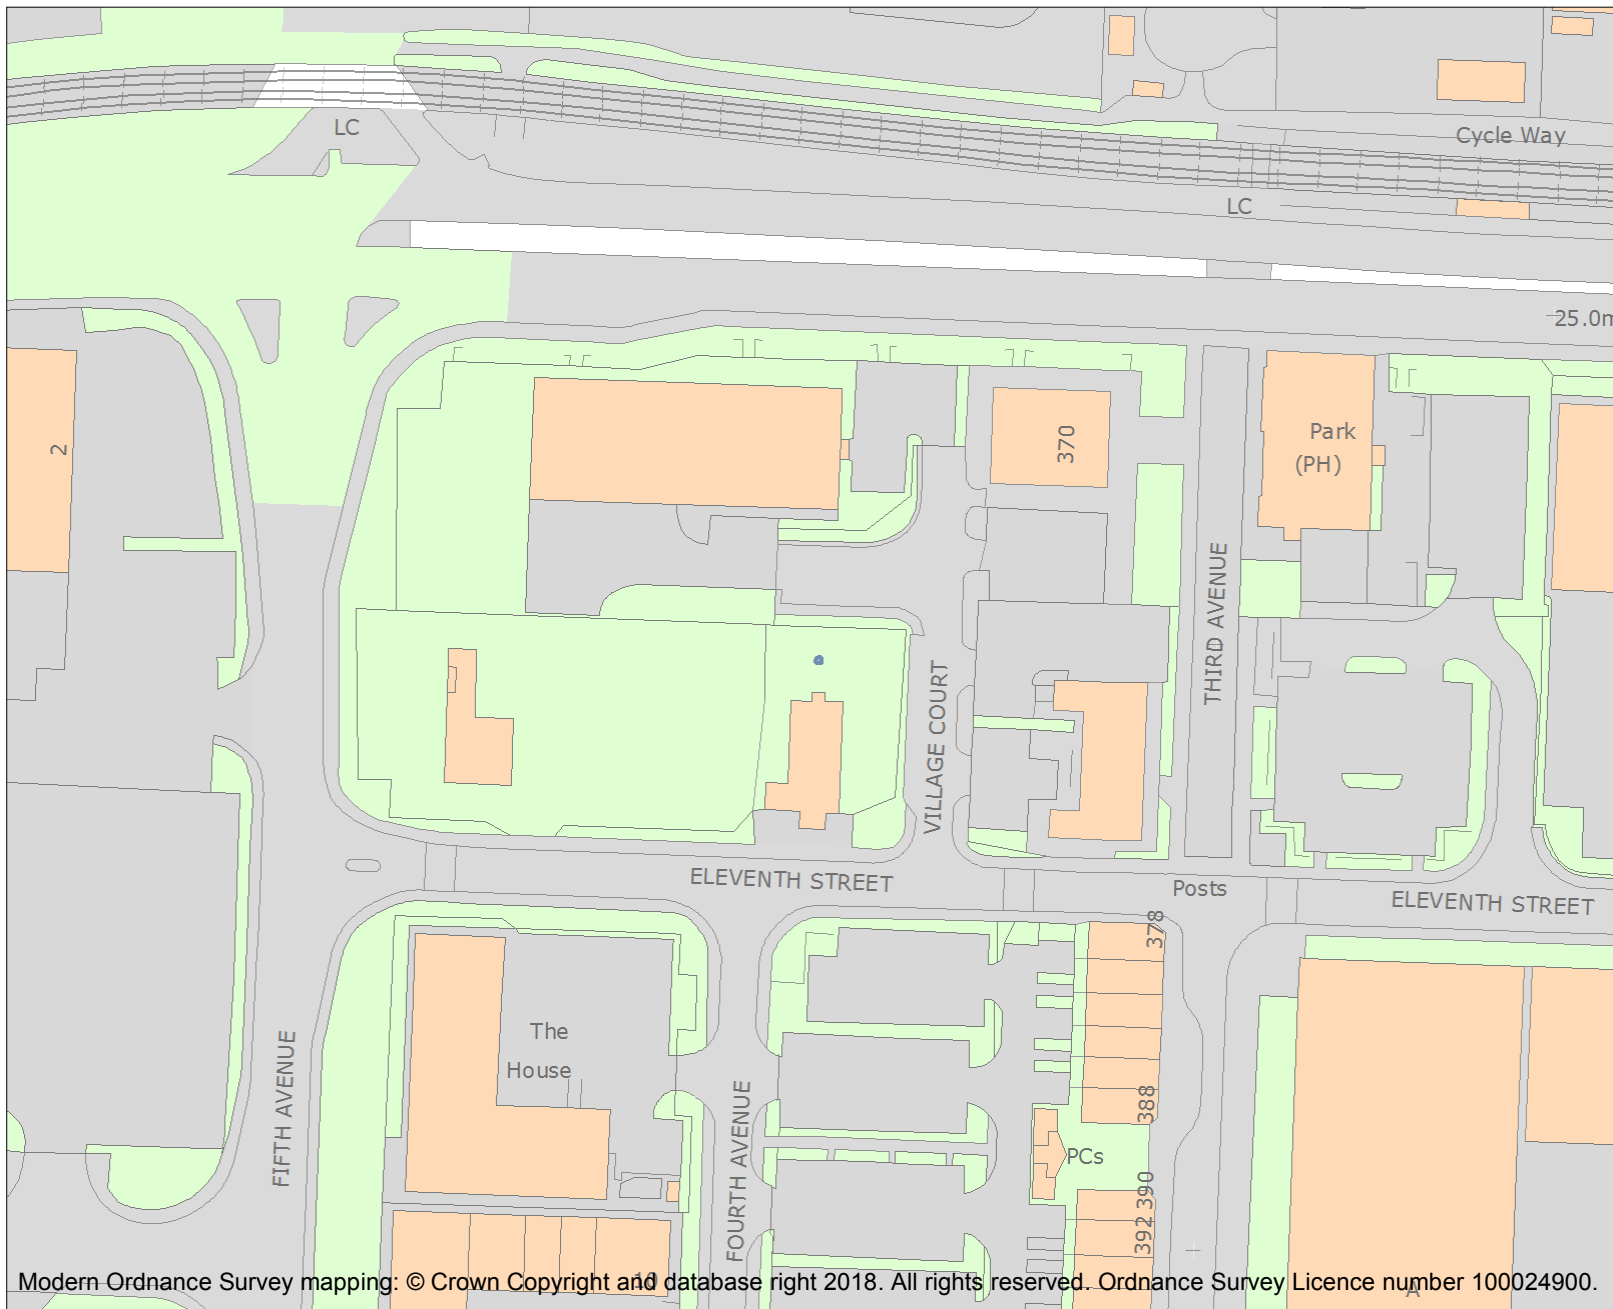 LC
Cycle Way
LC
25.0m
2
370
Park
(PH)
THIRD AVENUE
VILLAGE COURT
ELEVENTH STREET
Posts
ELEVENTH STREET
378
The
House
FIFTH AVENUE
FOURTH AVENUE
388
PCs
390
392
10
A
Modern Ordnance Survey mapping: © Crown Copyright and database right 2018. All rights reserved. Ordnance Survey Licence number 100024900.